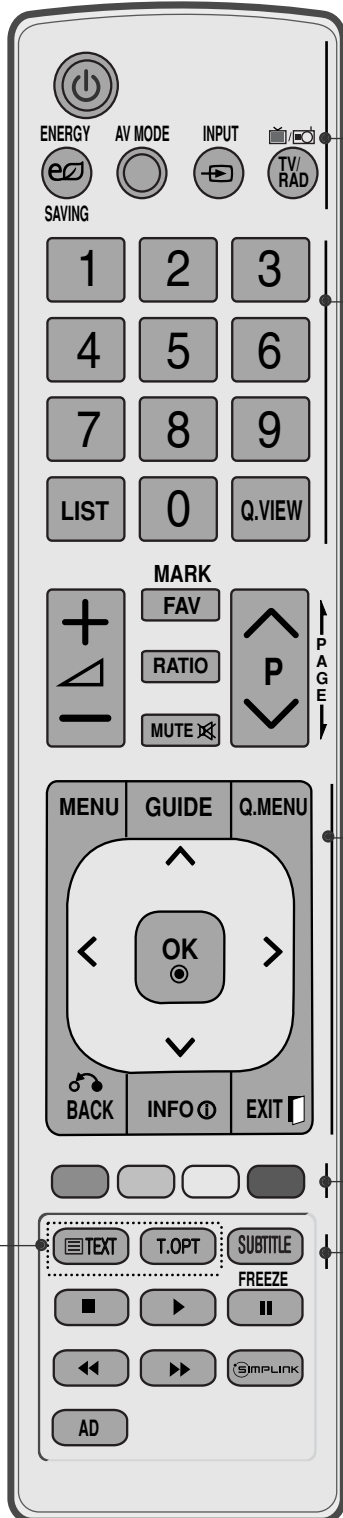 ENERGY AV MODE INPUT
TV/
RAD
SAVING
1 2 3
4 5 6
7 8 9
LIST 0 Q.VIEW
MARK
FAV
RATIO
MUTE
P
PAGE
MENU GUIDE Q.MENU
OK
BACK INFO EXIT
TEXT T.OPT SUBTITLE
FREEZE
SIMPLINK
AD